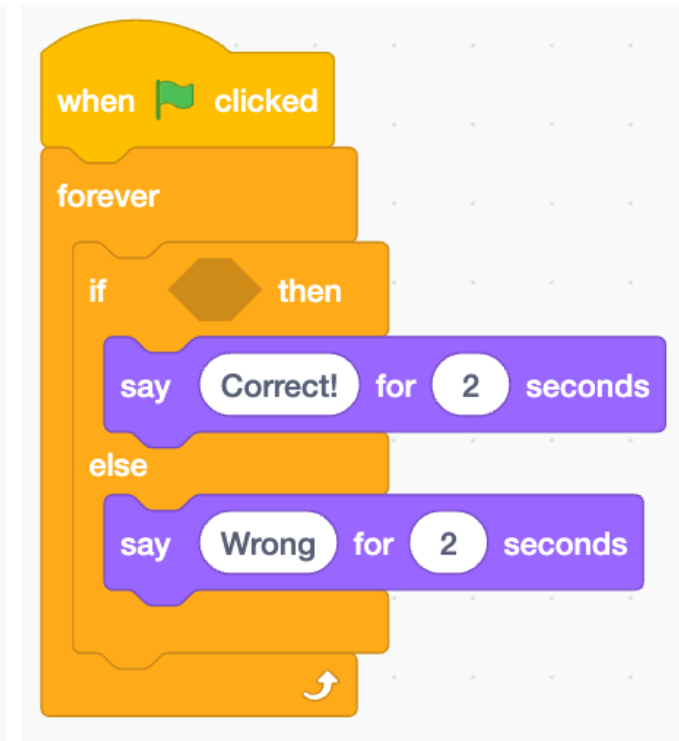 when clicked
forever
if then
say Correct! for 2 seconds
else
say Wrong for 2 seconds